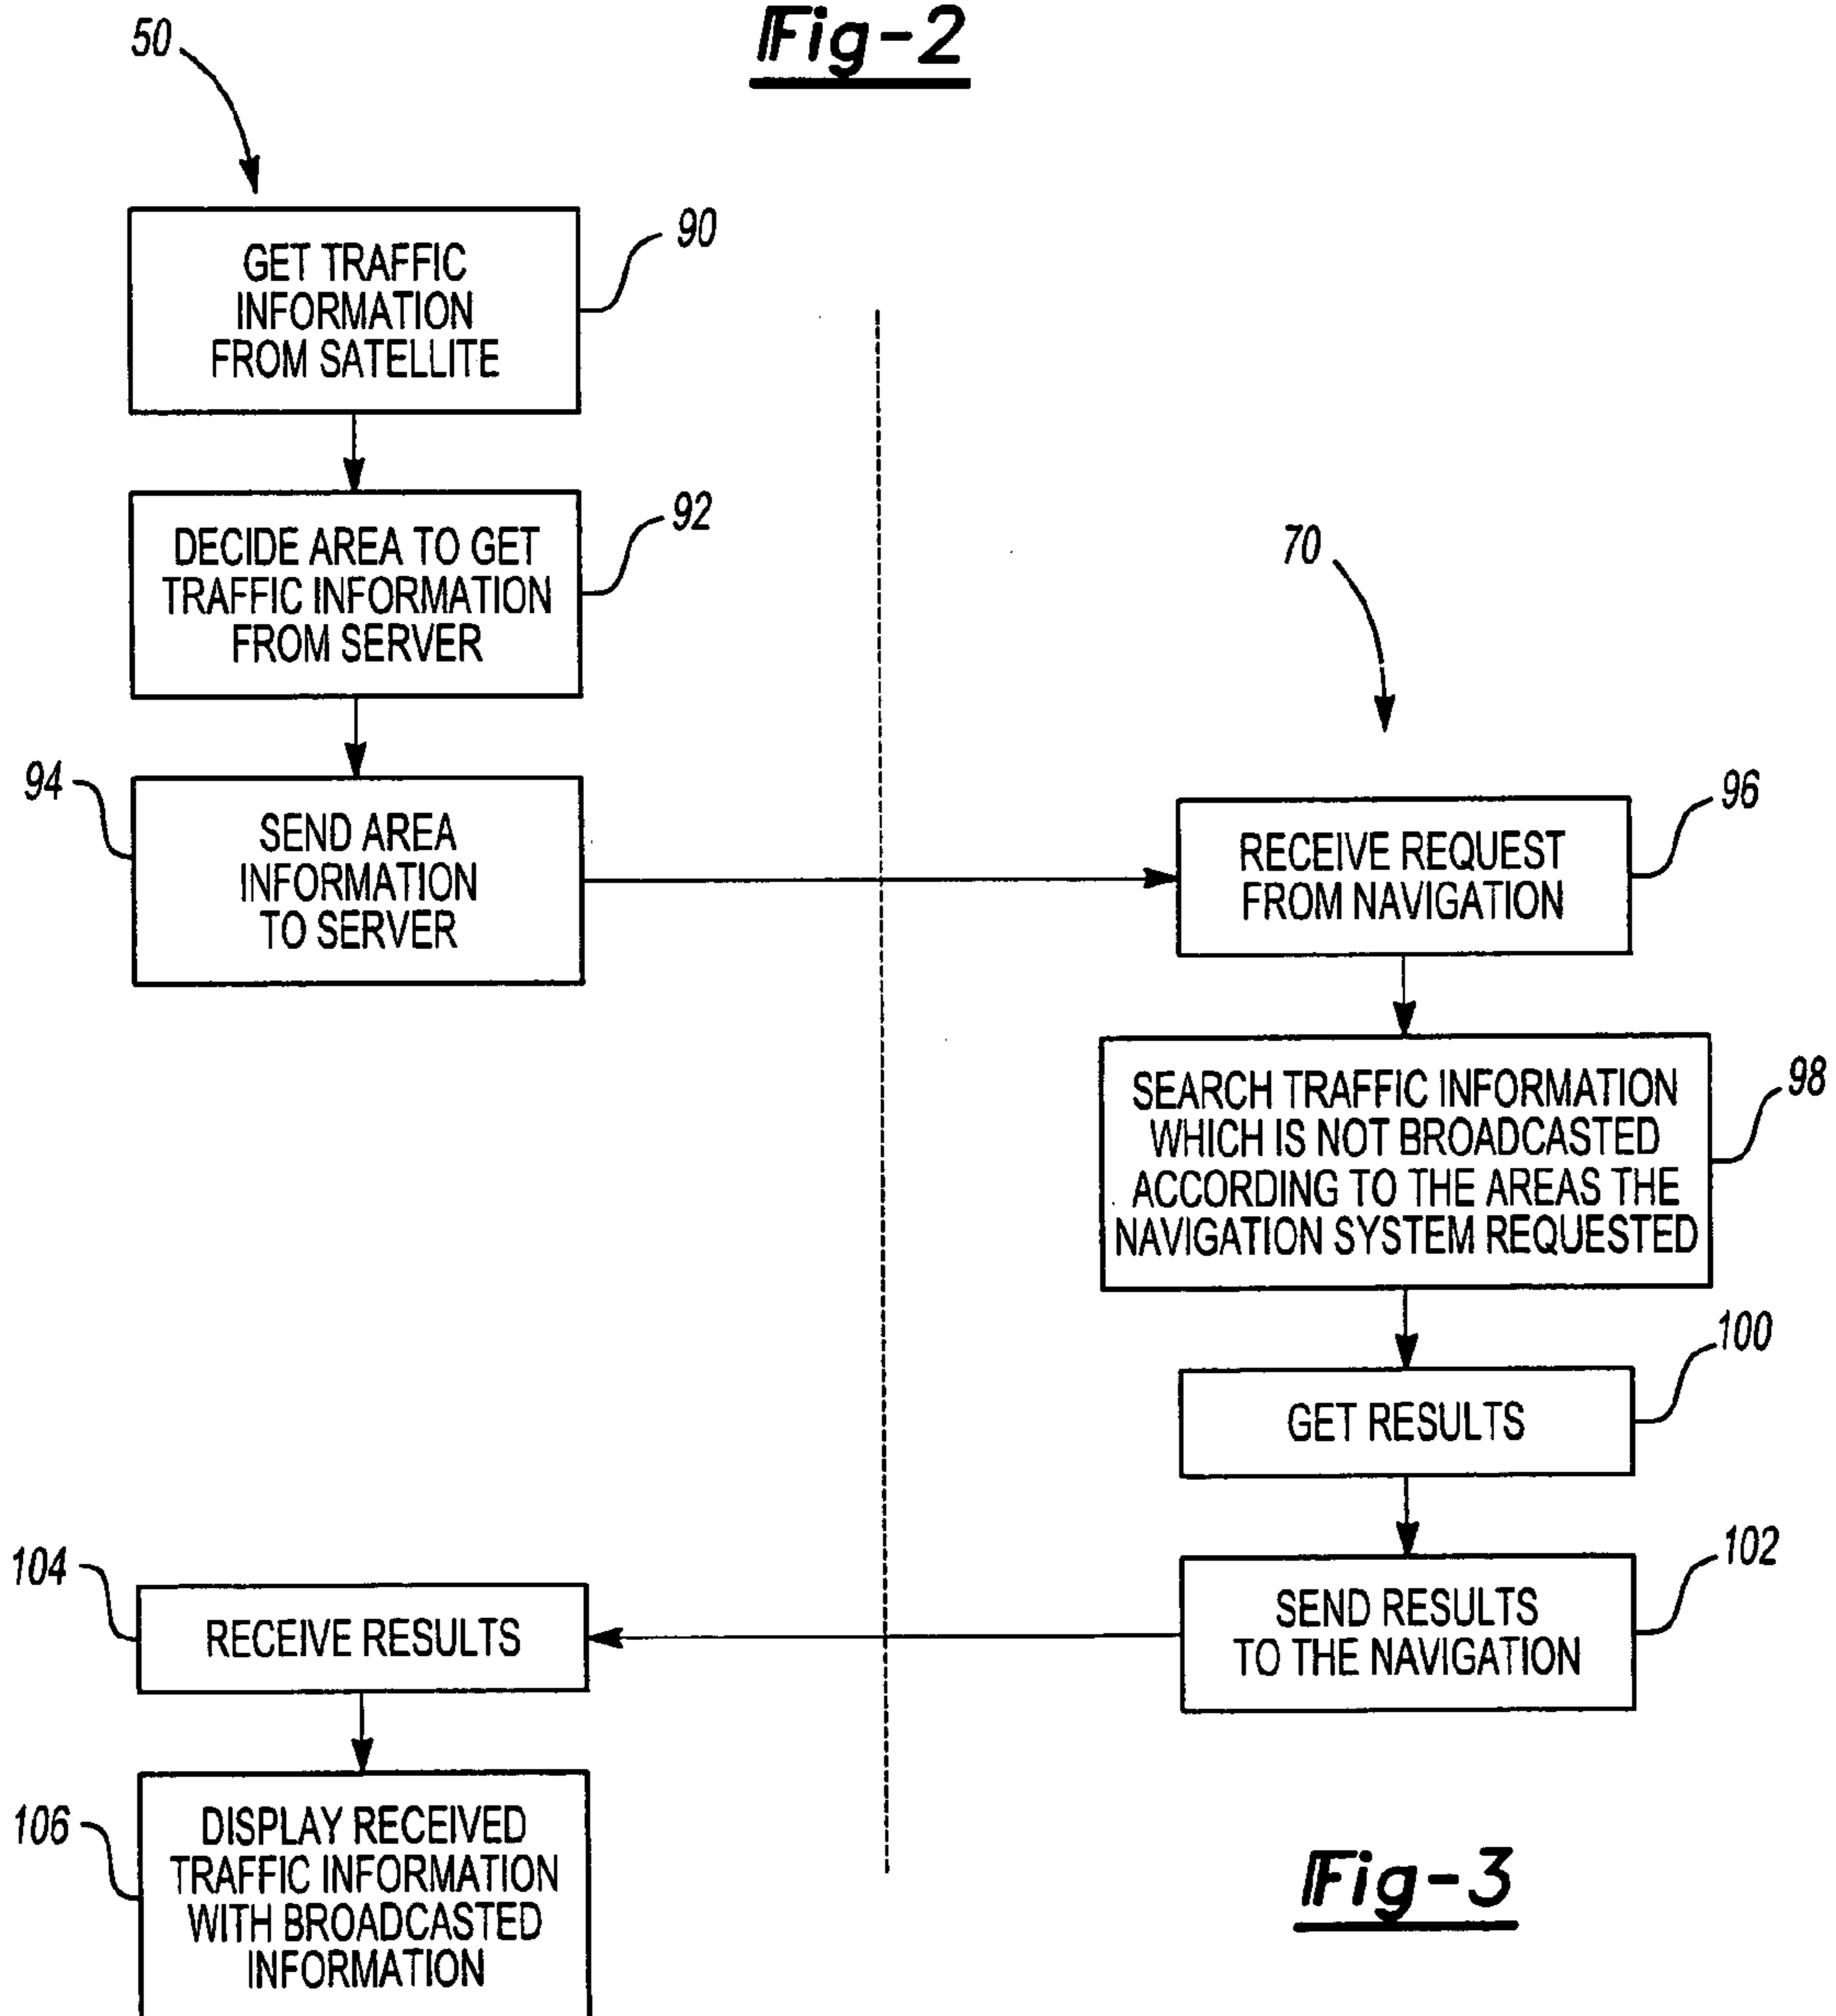 Fig-2
50
GET TRAFFIC
INFORMATION
FROM SATELLITE
90
DECIDE AREA TO GET
TRAFFIC INFORMATION
FROM SERVER
92
70
94
SEND AREA
INFORMATION
TO SERVER
RECEIVE REQUEST
FROM NAVIGATION
96
SEARCH TRAFFIC INFORMATION
WHICH IS NOT BROADCASTED
ACCORDING TO THE AREAS THE
NAVIGATION SYSTEM REQUESTED
98
GET RESULTS
100
SEND RESULTS
TO THE NAVIGATION
102
104
RECEIVE RESULTS
106
DISPLAY RECEIVED
TRAFFIC INFORMATION
WITH BROADCASTED
INFORMATION
Fig-3